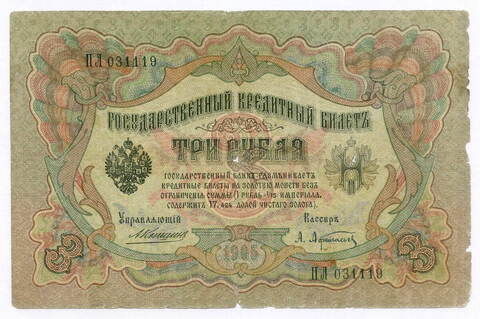 ПЛ 031119
ГОСУДАРСТВЕННЫЙ КРЕДИТНЫЙ БИЛЕТЪ
ТРИ РУБЛЯ
ГОСУДАРСТВЕННЫЙ БАНКЪ РАЗМѢНИВАЕТЪ
КРЕДИТНЫЕ БИЛЕТЫ НА ЗОЛОТУЮ МОНЕТУ БЕЗЪ
ОГРАНИЧЕНІЯ СУММЫ (1 РУБЛЬ = 1/15 ИМПЕРІАЛА,
СОДЕРЖИТЪ 17,424 ДОЛЕЙ ЧИСТАГО ЗОЛОТА).
Управляющій Кассиръ
3 1905 3
ПЛ 031119